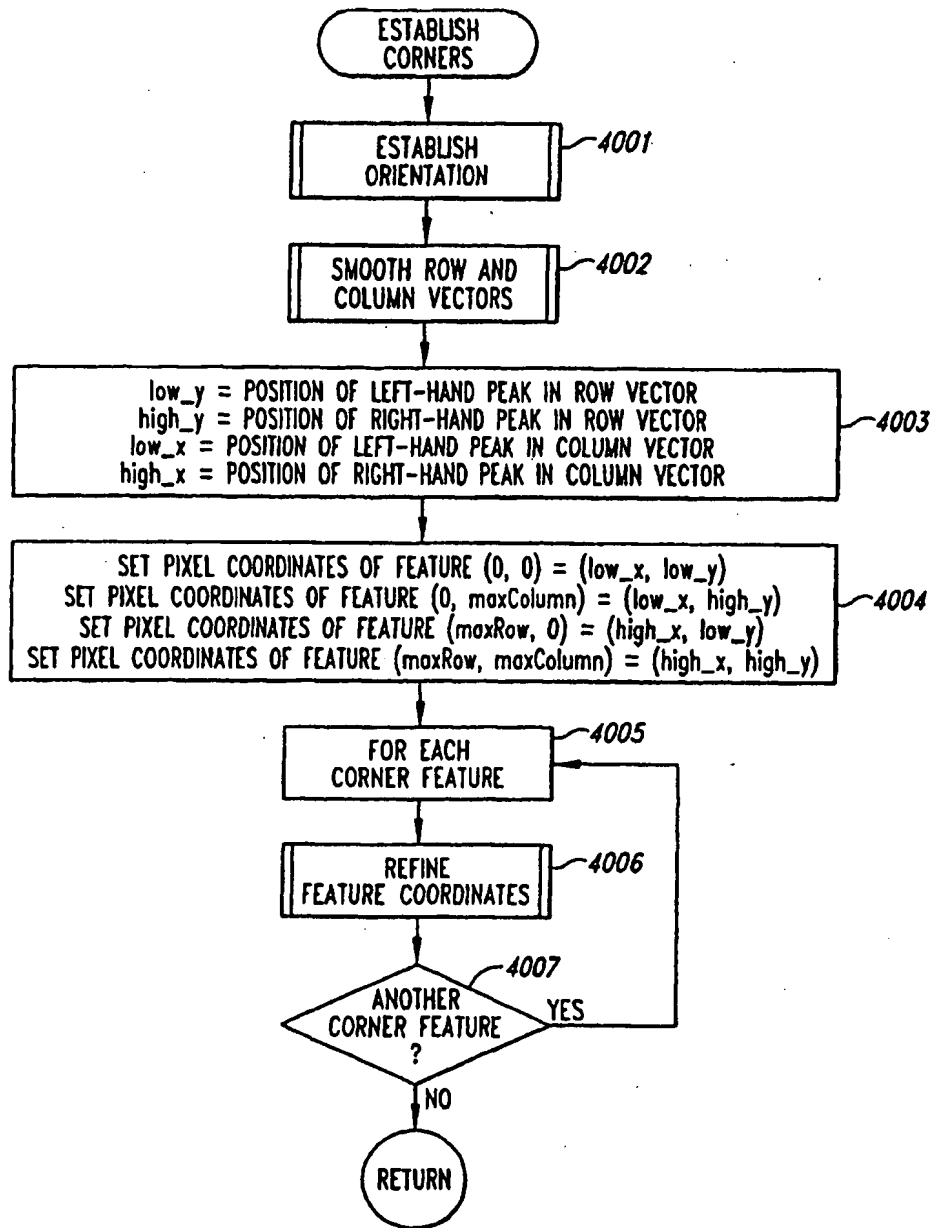 ESTABLISH
CORNERS
ESTABLISH
ORIENTATION
4001
SMOOTH ROW AND
COLUMN VECTORS
4002
low_y = POSITION OF LEFT-HAND PEAK IN ROW VECTOR
high_y = POSITION OF RIGHT-HAND PEAK IN ROW VECTOR
low_x = POSITION OF LEFT-HAND PEAK IN COLUMN VECTOR
high_x = POSITION OF RIGHT-HAND PEAK IN COLUMN VECTOR
4003
SET PIXEL COORDINATES OF FEATURE (0, 0) = (low_x, low_y)
SET PIXEL COORDINATES OF FEATURE (0, maxColumn) = (low_x, high_y)
SET PIXEL COORDINATES OF FEATURE (maxRow, 0) = (high_x, low_y)
SET PIXEL COORDINATES OF FEATURE (maxRow, maxColumn) = (high_x, high_y)
4004
4005
FOR EACH
CORNER FEATURE
REFINE
FEATURE COORDINATES
4006
4007
ANOTHER
CORNER FEATURE
?
YES
NO
RETURN